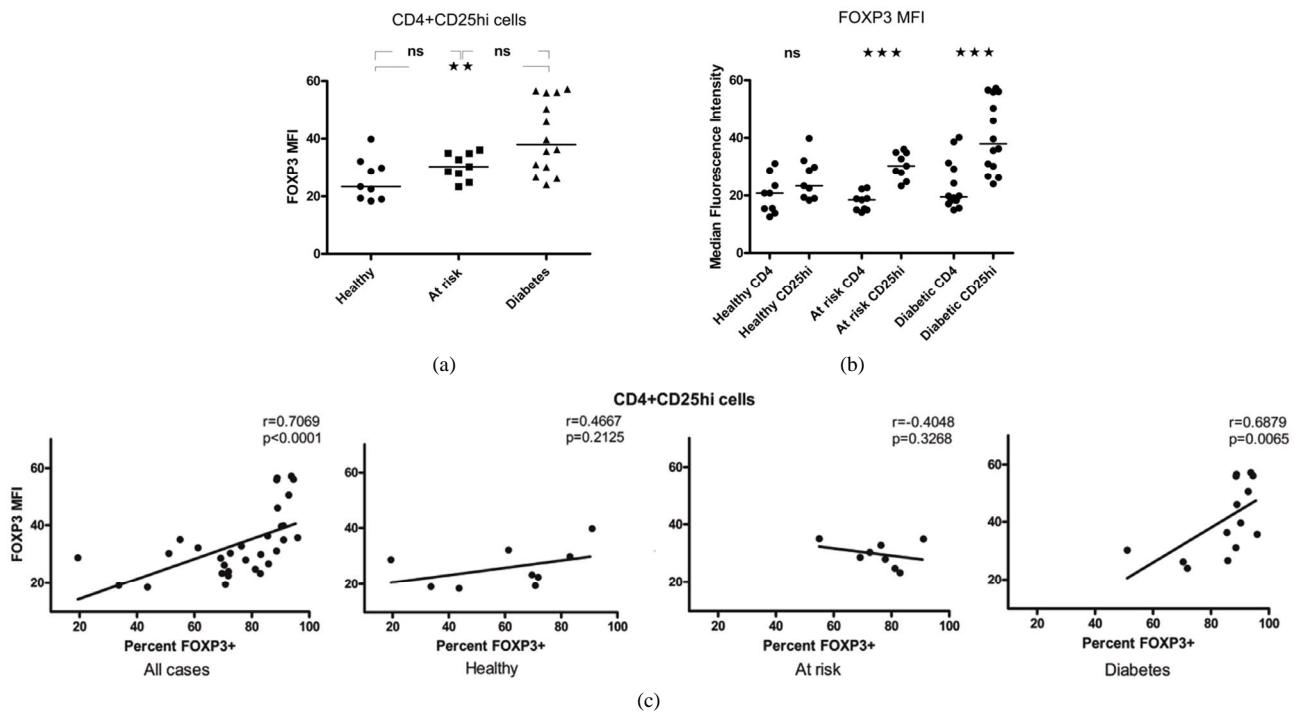 CD4+CD25hi cells
ns ns
★★
FOXP3 MFI
60
40
20
0
Healthy
At risk
Diabetes
(a)
FOXP3 MFI
ns ★★★ ★★★
Median Fluorescence Intensity
60
40
20
0
Healthy CD4
Healthy CD25hi
At risk CD4
At risk CD25hi
Diabetic CD4
Diabetic CD25hi
(b)
CD4+CD25hi cells
r=0.7069
p<0.0001
FOXP3 MFI
60
40
20
20 40 60 80 100
Percent FOXP3+
All cases
r=0.4667
p=0.2125
60
40
20
20 40 60 80 100
Percent FOXP3+
Healthy
r=-0.4048
p=0.3268
60
40
20
20 40 60 80 100
Percent FOXP3+
At risk
r=0.6879
p=0.0065
60
40
20
20 40 60 80 100
Percent FOXP3+
Diabetes
(c)